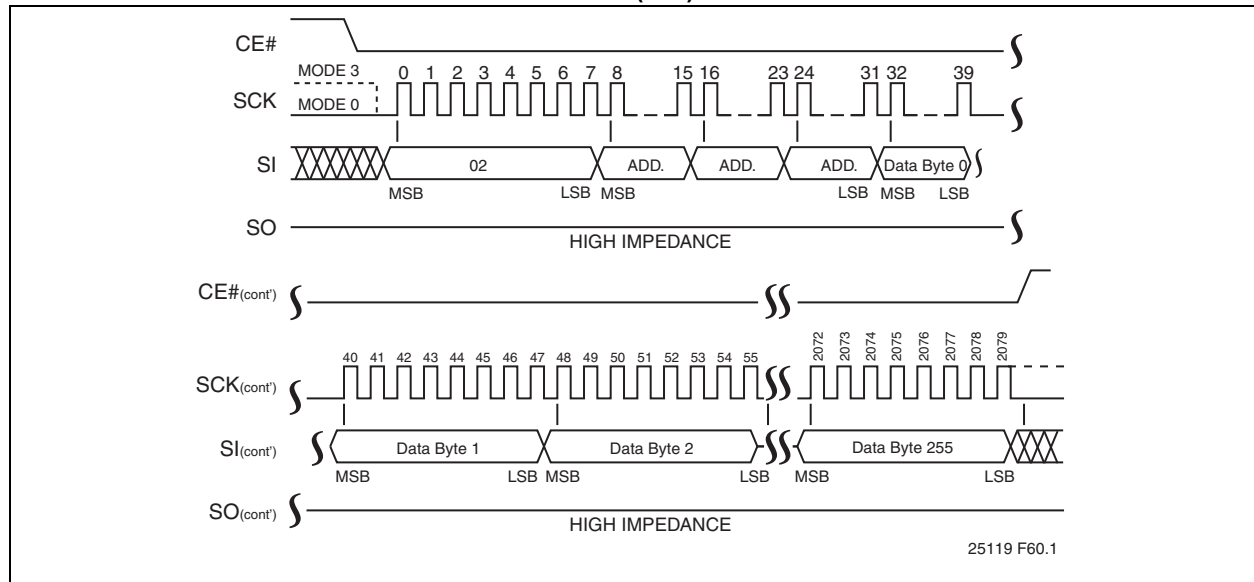 CE#
MODE 3
0 1 2 3 4 5 6 7 8 15 16 23 24 31 32 39
SCK
MODE 0
SI
02 ADD. ADD. ADD. Data Byte 0
MSB LSB MSB LSB MSB LSB
SO
HIGH IMPEDANCE
CE#(cont')
40 41 42 43 44 45 46 47 48 49 50 51 52 53 54 55 2072 2073 2074 2075 2076 2077 2078 2079
SCK(cont')
SI(cont')
Data Byte 1 Data Byte 2 Data Byte 255
MSB LSB MSB LSB MSB LSB
SO(cont')
HIGH IMPEDANCE
25119 F60.1